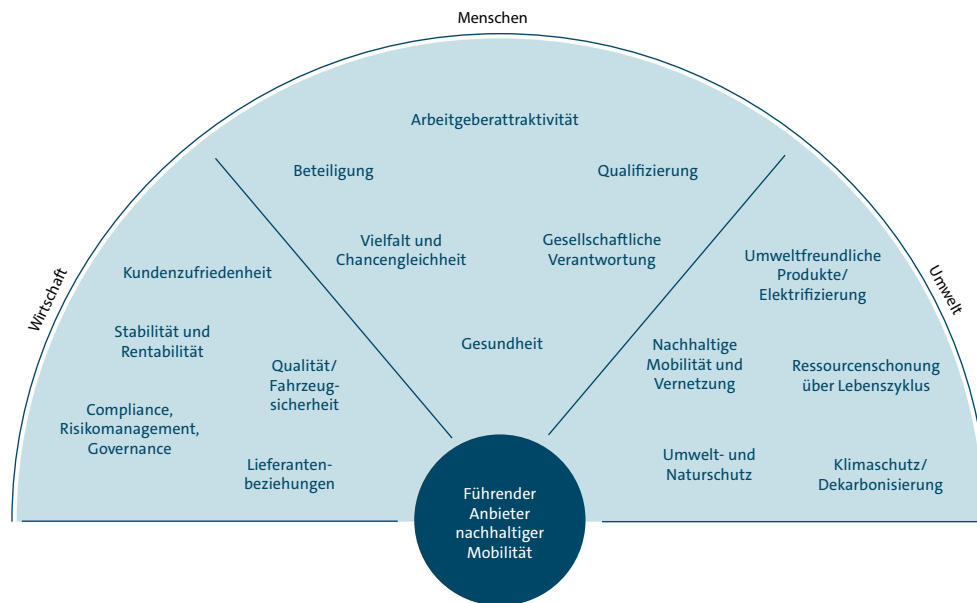 Menschen
Arbeitgeberattraktivität
Beteiligung
Qualifizierung
Vielfalt und
Chancengleichheit
Gesellschaftliche
Verantwortung
Gesundheit
Wirtschaft
Kundenzufriedenheit
Stabilität und
Rentabilität
Qualität/
Fahrzeug-
sicherheit
Compliance,
Risikomanagement,
Governance
Lieferanten-
beziehungen
Umwelt
Umweltfreundliche
Produkte/
Elektrifizierung
Nachhaltige
Mobilität und
Vernetzung
Ressourcenschonung
über Lebenszyklus
Umwelt- und
Naturschutz
Klimaschutz/
Dekarbonisierung
Führender
Anbieter
nachhaltiger
Mobilität